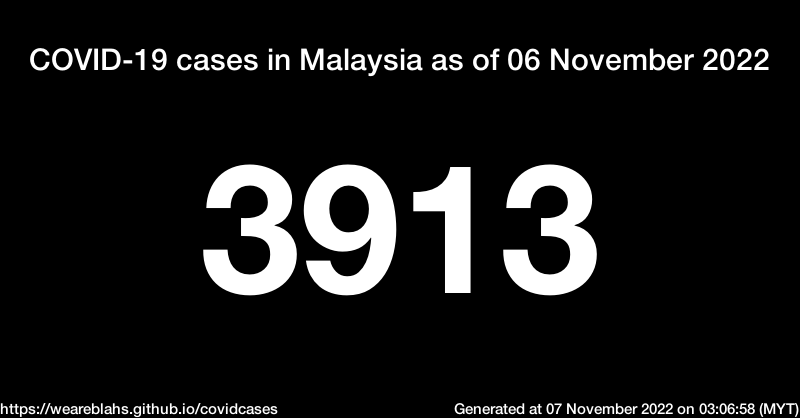 COVID-19 cases in Malaysia as of 06 November 2022
3913
https://weareblahs.github.io/covidcases
Generated at 07 November 2022 on 03:06:58 (MYT)